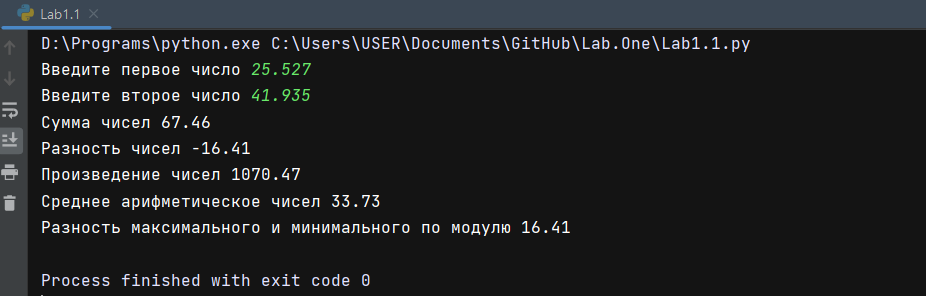 Lab1.1
D:\Programs\python.exe C:\Users\USER\Documents\GitHub\Lab.One\Lab1.1.py
Введите первое число 25.527
Введите второе число 41.935
Сумма чисел 67.46
Разность чисел -16.41
Произведение чисел 1070.47
Среднее арифметическое чисел 33.73
Разность максимального и минимального по модулю 16.41
Process finished with exit code 0